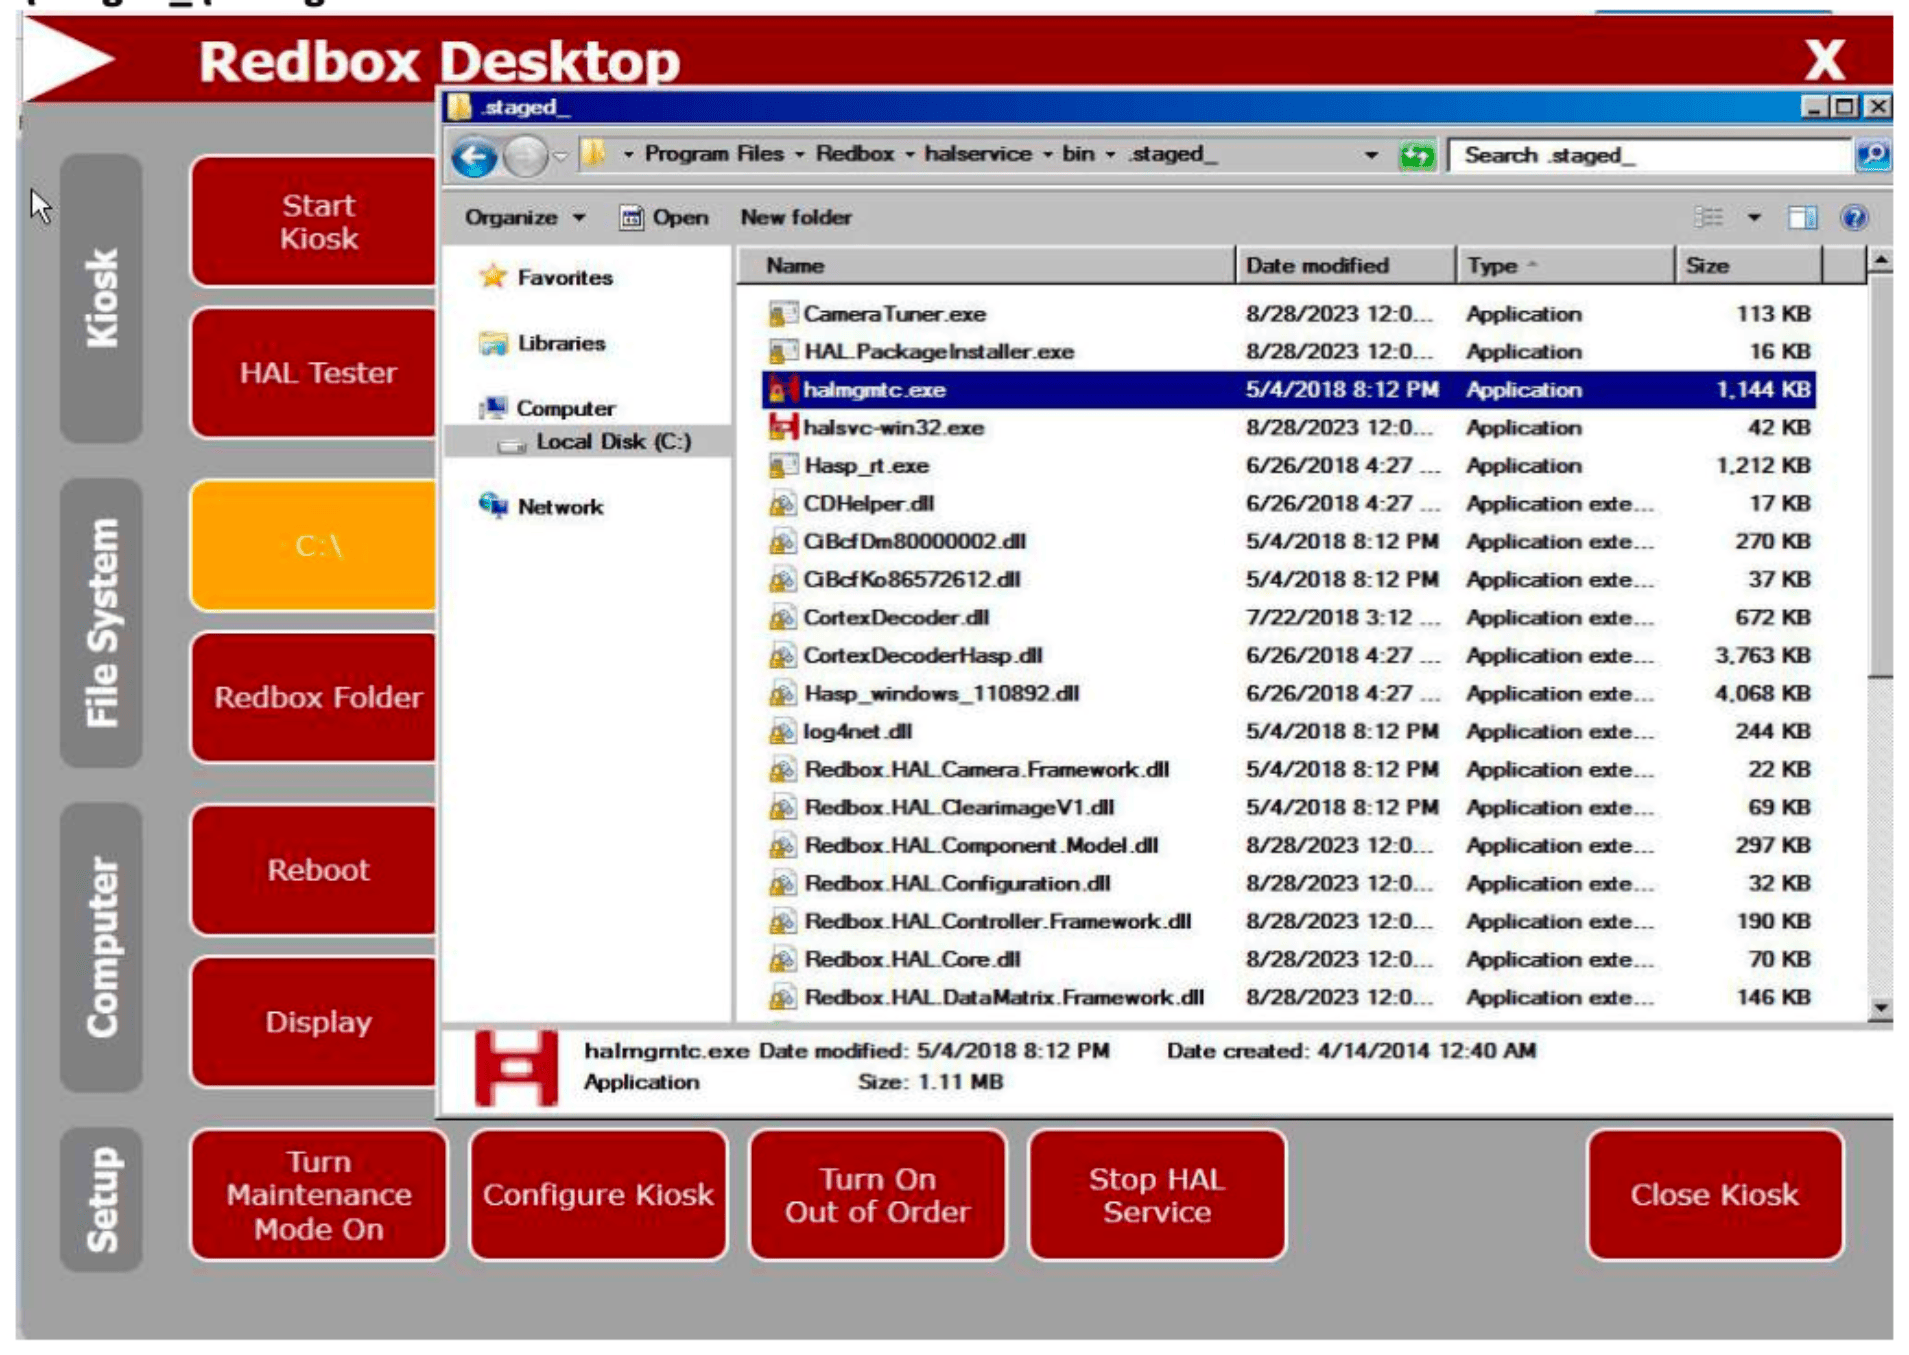 Redbox Desktop
X
.staged_
Program Files Redbox halservice bin .staged_
Search .staged_
Organize
Open
New folder
Favorites
Libraries
Computer
Local Disk (C:)
Network
Name Date modified Type Size
CameraTuner.exe 8/28/2023 12:0... Application 113 KB
HAL.PackageInstaller.exe 8/28/2023 12:0... Application 16 KB
halmgmtc.exe 5/4/2018 8:12 PM Application 1,144 KB
halsvc-win32.exe 8/28/2023 12:0... Application 42 KB
Hasp_rt.exe 6/26/2018 4:27 ... Application 1,212 KB
CDHelper.dll 6/26/2018 4:27 ... Application exte... 17 KB
CiBcfDm80000002.dll 5/4/2018 8:12 PM Application exte... 270 KB
CiBcfKo86572612.dll 5/4/2018 8:12 PM Application exte... 37 KB
CortexDecoder.dll 7/22/2018 3:12 ... Application exte... 672 KB
CortexDecoderHasp.dll 6/26/2018 4:27 ... Application exte... 3,763 KB
Hasp_windows_110892.dll 6/26/2018 4:27 ... Application exte... 4,068 KB
log4net.dll 5/4/2018 8:12 PM Application exte... 244 KB
Redbox.HAL.Camera.Framework.dll 5/4/2018 8:12 PM Application exte... 22 KB
Redbox.HAL.ClearimageV1.dll 5/4/2018 8:12 PM Application exte... 69 KB
Redbox.HAL.Component.Model.dll 8/28/2023 12:0... Application exte... 297 KB
Redbox.HAL.Configuration.dll 8/28/2023 12:0... Application exte... 32 KB
Redbox.HAL.Controller.Framework.dll 8/28/2023 12:0... Application exte... 190 KB
Redbox.HAL.Core.dll 8/28/2023 12:0... Application exte... 70 KB
Redbox.HAL.DataMatrix.Framework.dll 8/28/2023 12:0... Application exte... 146 KB
halmgmtc.exe Date modified: 5/4/2018 8:12 PM Date created: 4/14/2014 12:40 AM
Application Size: 1.11 MB
Kiosk
Start
Kiosk
HAL Tester
File System
C:\
Redbox Folder
Computer
Reboot
Display
Setup
Turn
Maintenance
Mode On
Configure Kiosk
Turn On
Out of Order
Stop HAL
Service
Close Kiosk